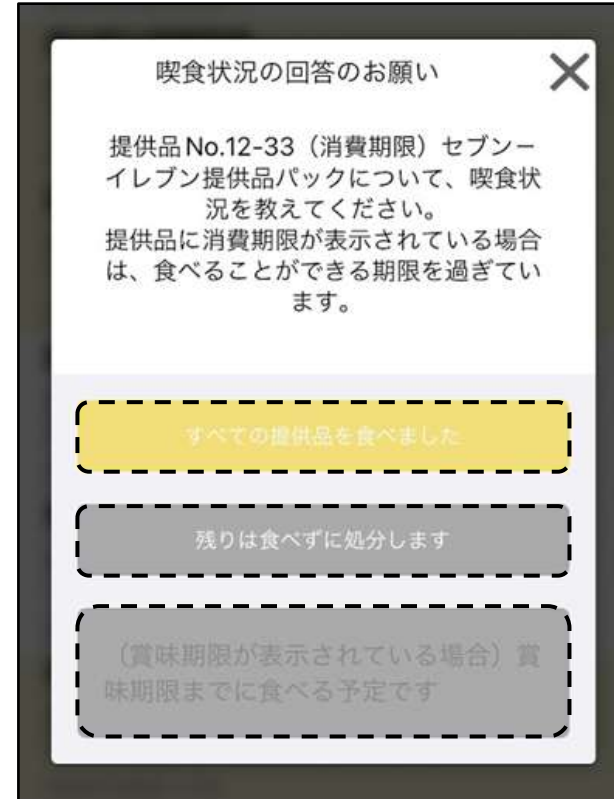 喫食状況の回答のお願い
提供品No.12-33（消費期限）セブンー
イレブン提供品パックについて、喫食状
況を教えてください。
提供品に消費期限が表示されている場合
は、食べることができる期限を過ぎてい
ます。
すべての提供品を食べました
残りは食べずに処分します
（賞味期限が表示されている場合）賞
味期限までに食べる予定です